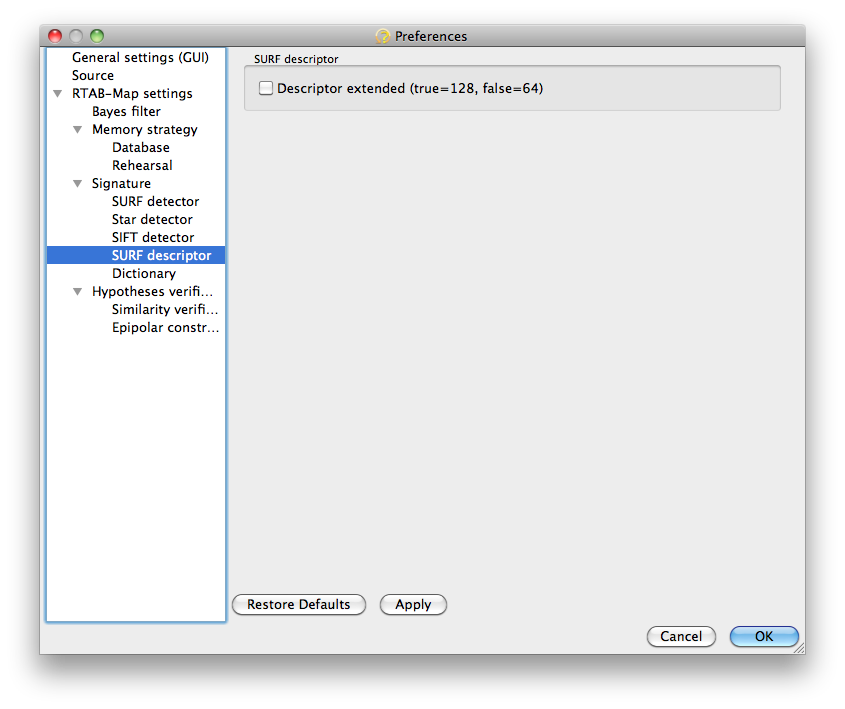 Preferences
General settings (GUI)
Source
RTAB-Map settings
Bayes filter
Memory strategy
Database
Rehearsal
Signature
SURF detector
Star detector
SIFT detector
SURF descriptor
Dictionary
Hypotheses verifi...
Similarity verifi...
Epipolar constr...
SURF descriptor
Descriptor extended (true=128, false=64)
Restore Defaults
Apply
Cancel
OK